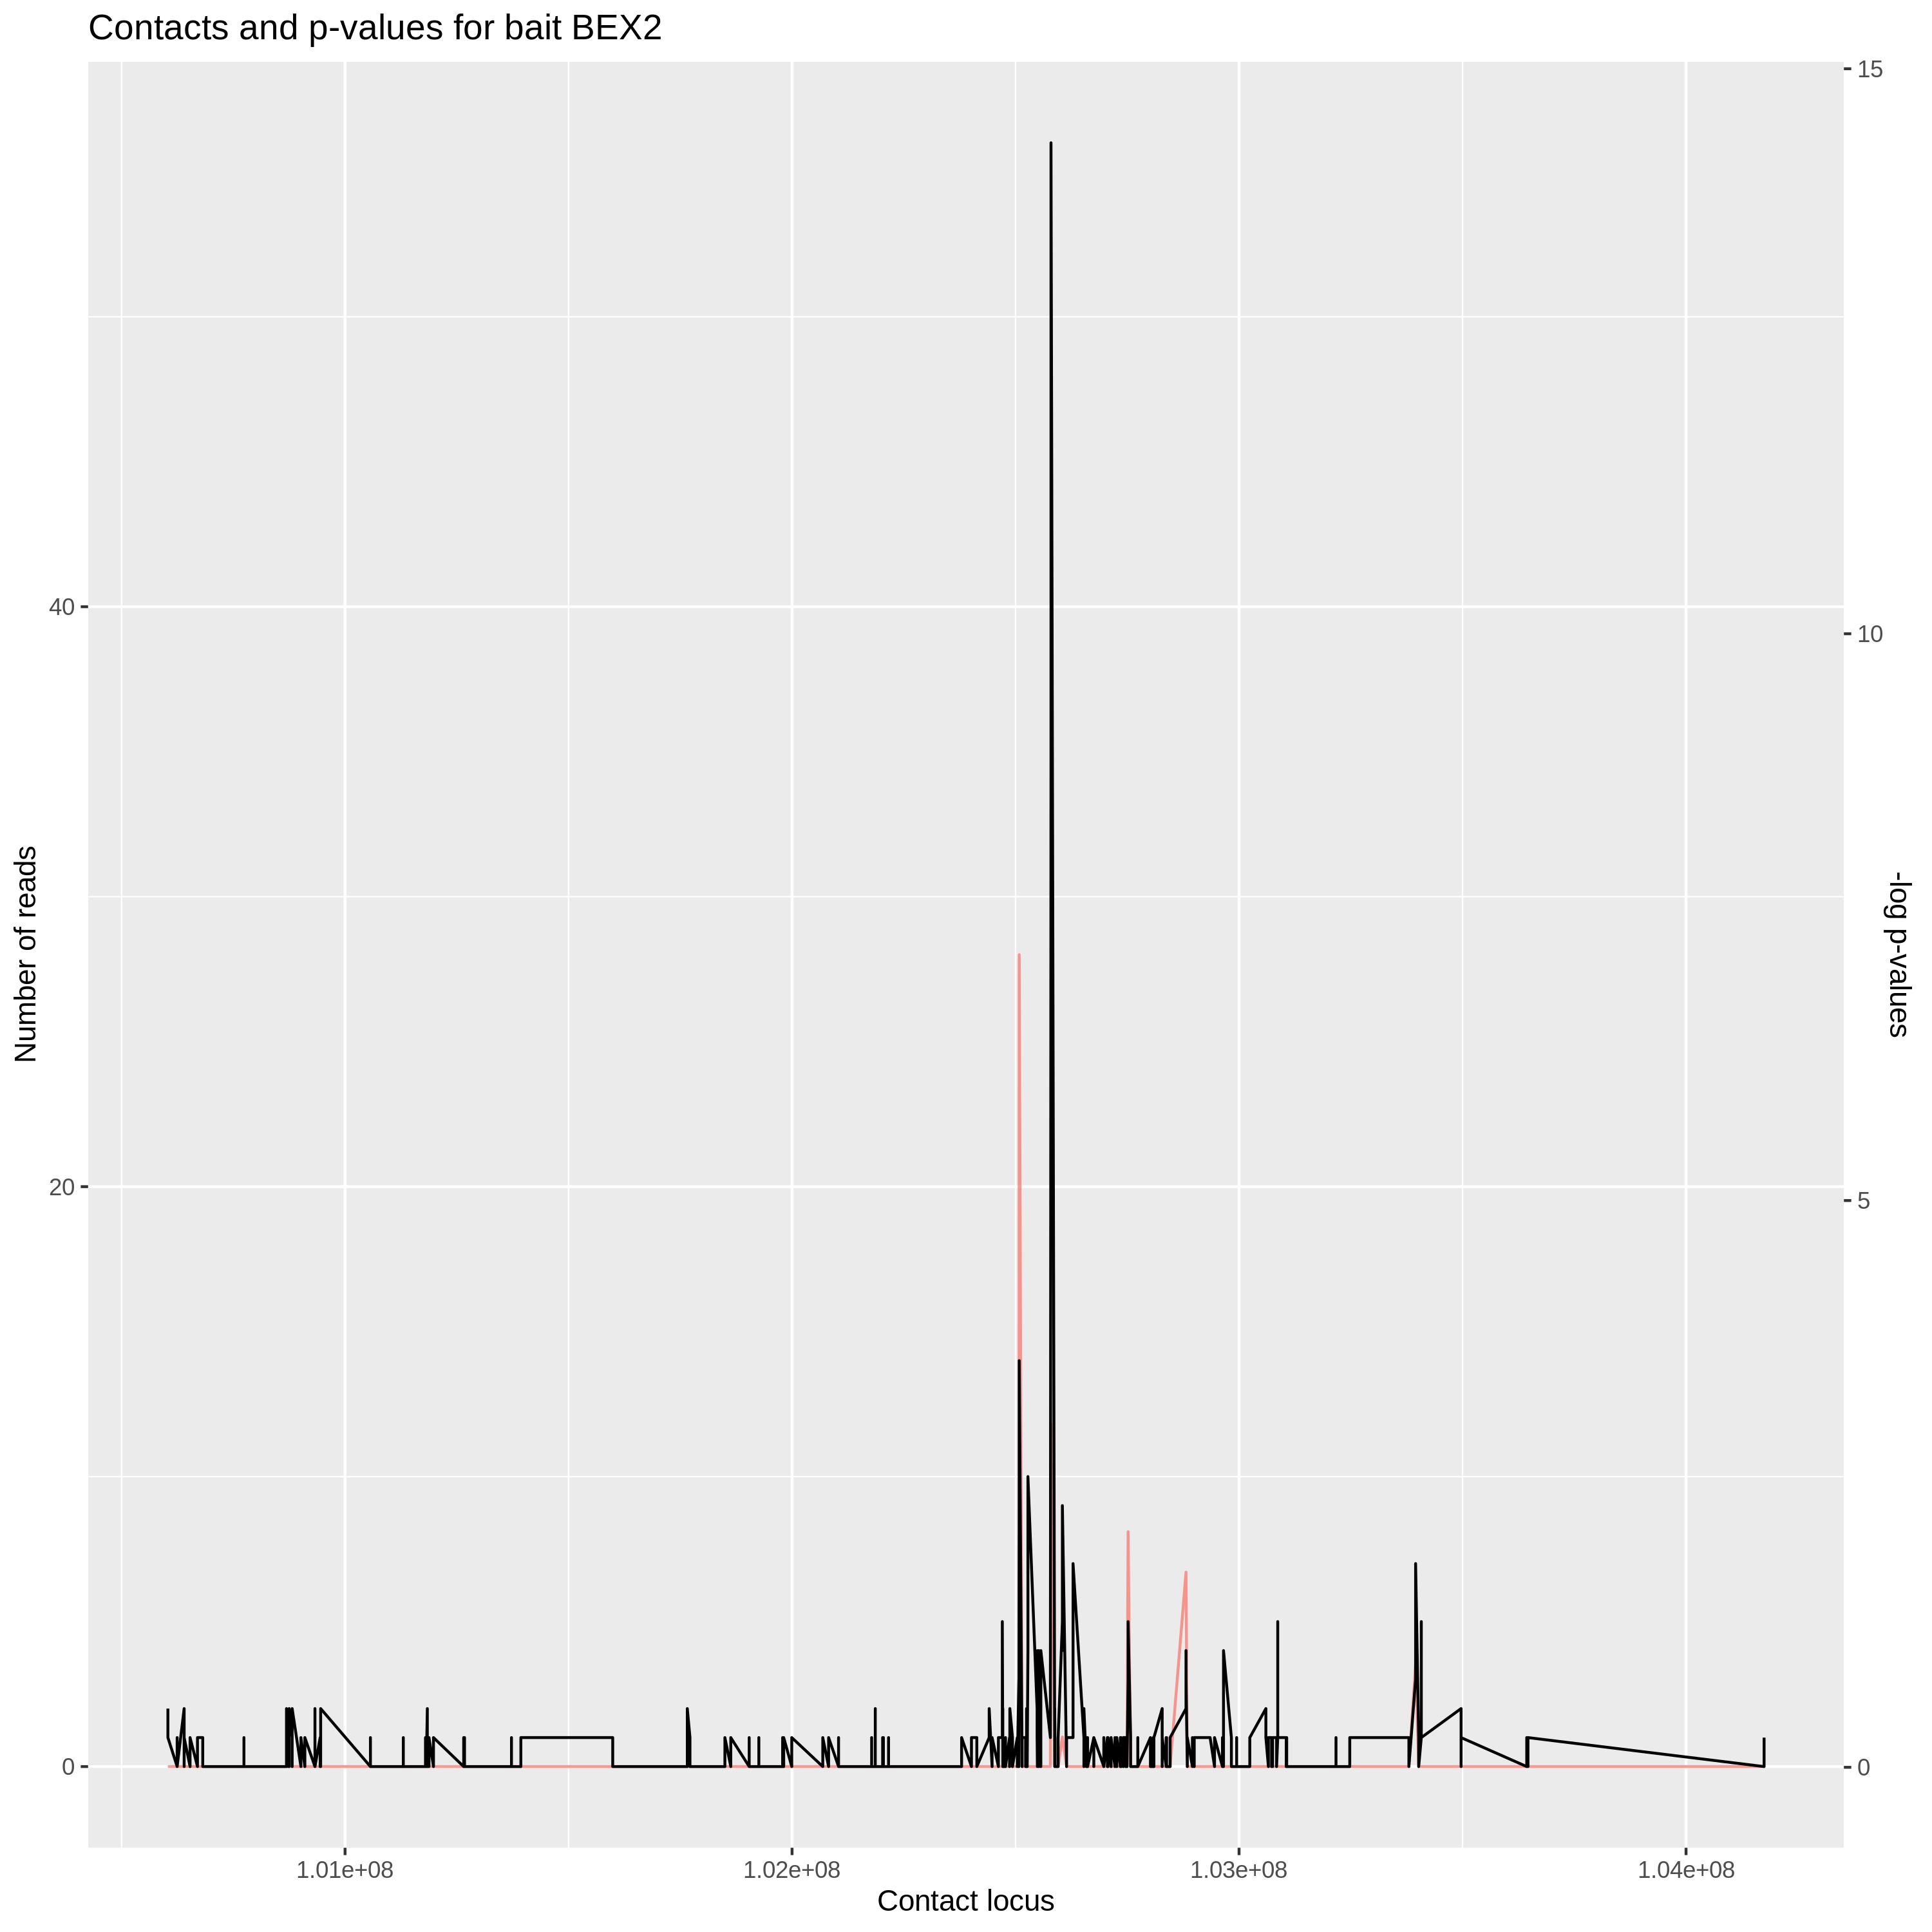 Contacts and p-values for bait BEX2
15
40
10
Number of reads
-log p-values
20
5
0
0
1.01e+08
1.02e+08
1.03e+08
1.04e+08
Contact locus